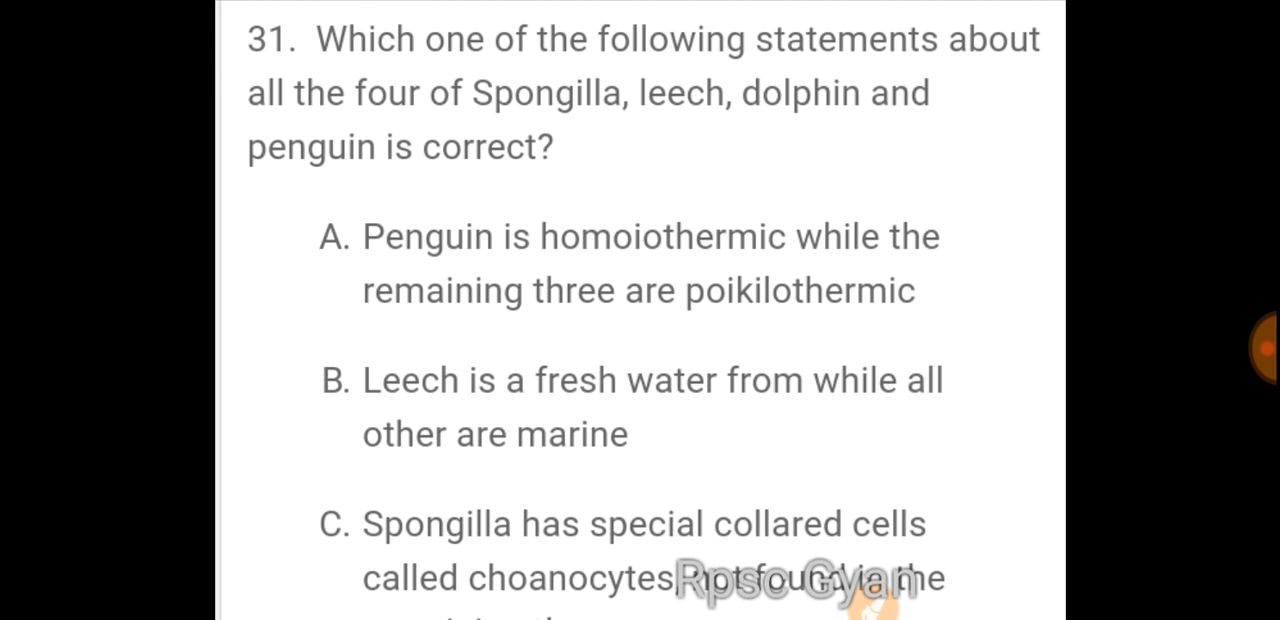 31. Which one of the following statements about
all the four of Spongilla, leech, dolphin and
penguin is correct?
A. Penguin is homoiothermic while the
remaining three are poikilothermic
B. Leech is a fresh water from while all
other are marine
C. Spongilla has special collared cells
called choanocytes, not found in the
Rpsc Gyan